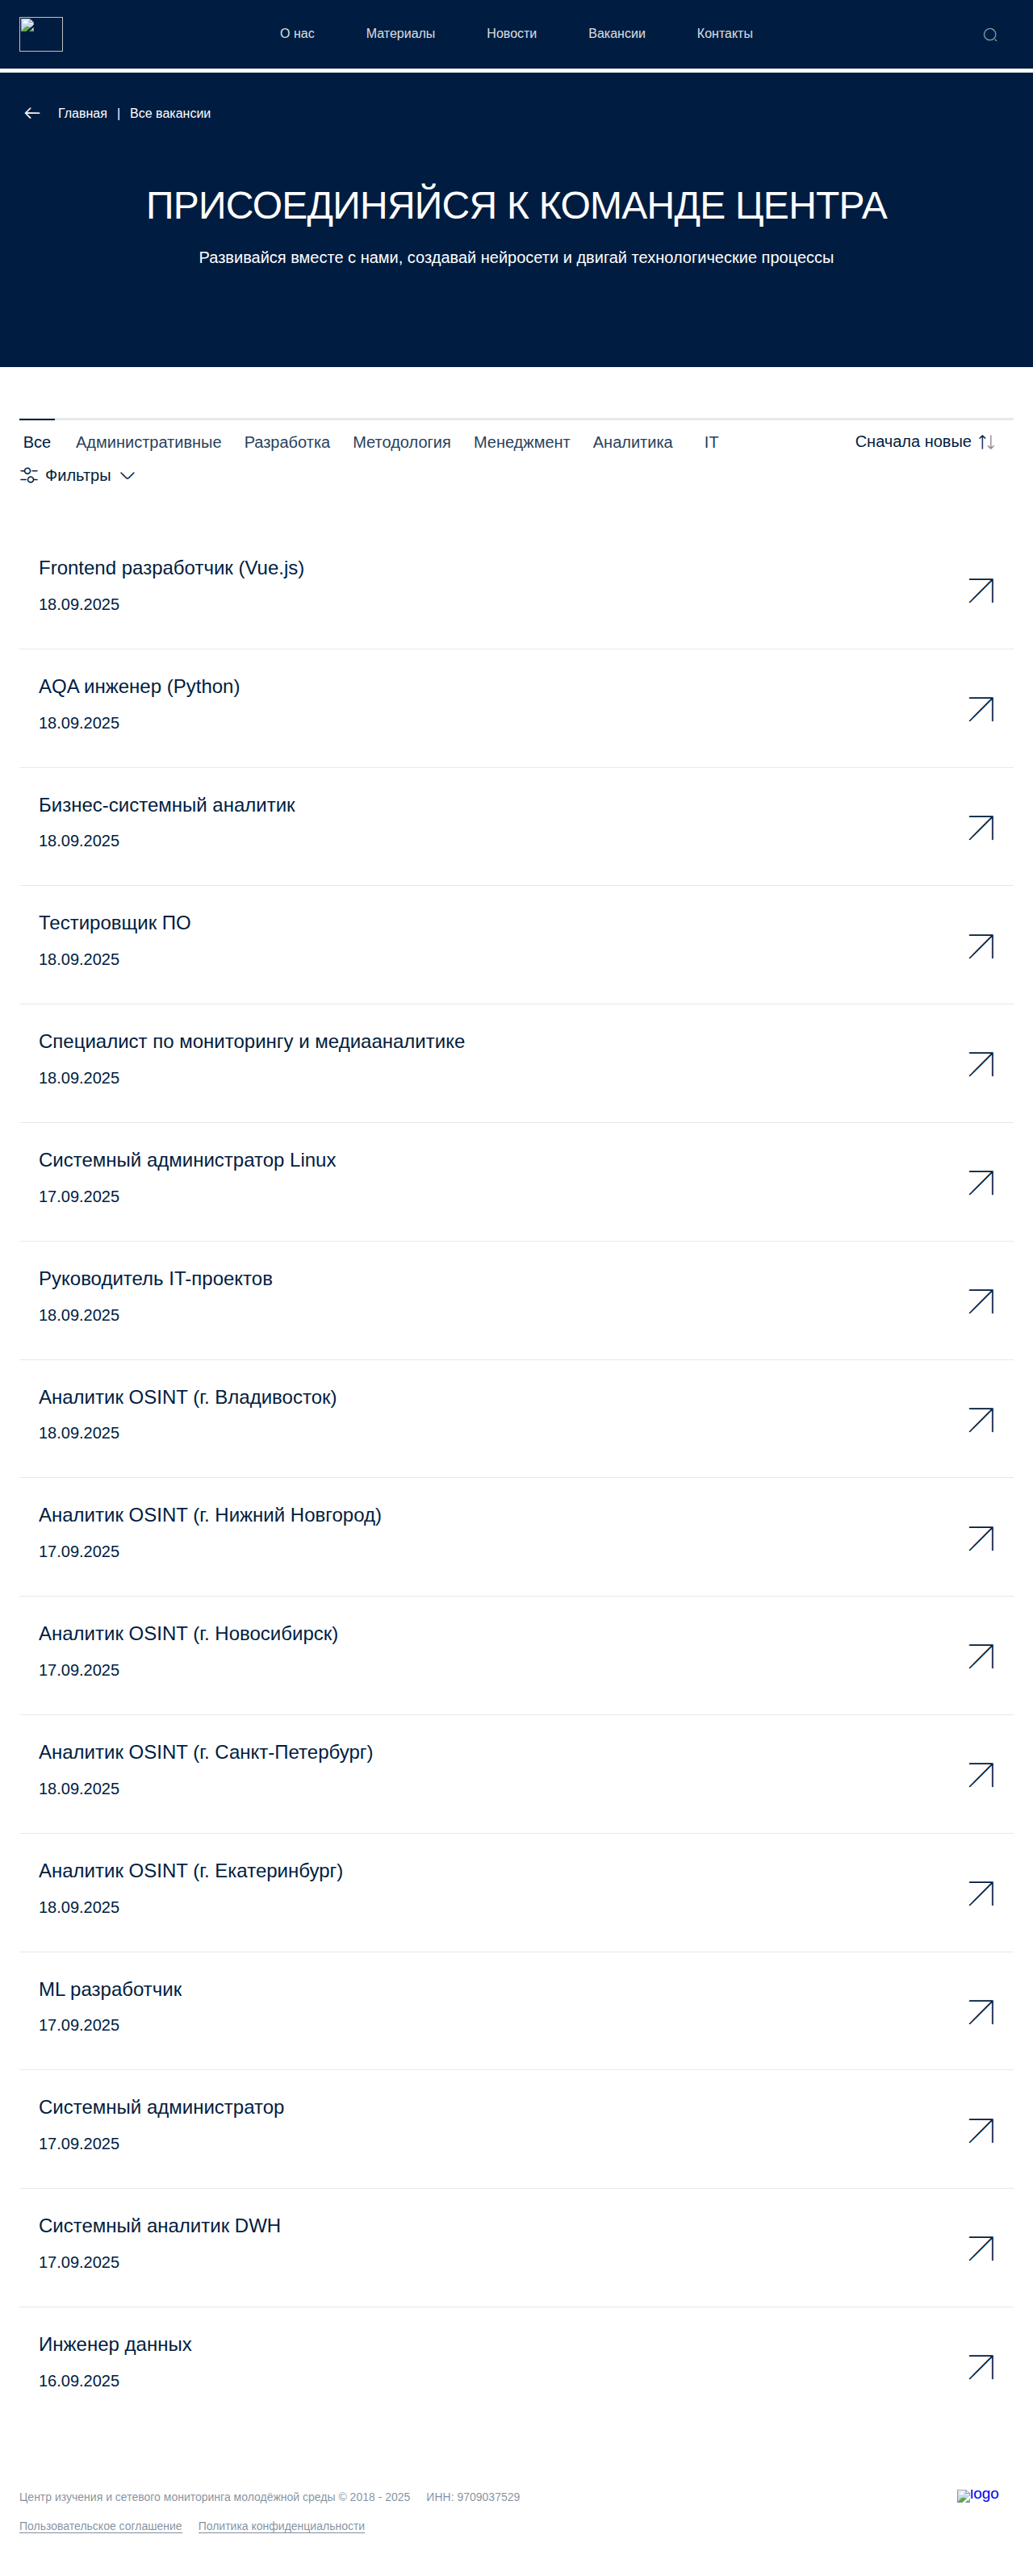 О нас Материалы Новости Вакансии Контакты
Главная | Все вакансии
ПРИСОЕДИНЯЙСЯ К КОМАНДЕ ЦЕНТРА
Развивайся вместе с нами, создавай нейросети и двигай технологические процессы
Все Административные Разработка Методология Менеджмент Аналитика IT Сначала новые
Фильтры
Frontend разработчик (Vue.js)
18.09.2025
AQA инженер (Python)
18.09.2025
Бизнес-системный аналитик
18.09.2025
Тестировщик ПО
18.09.2025
Специалист по мониторингу и медиааналитике
18.09.2025
Системный администратор Linux
17.09.2025
Руководитель IT-проектов
18.09.2025
Аналитик OSINT (г. Владивосток)
18.09.2025
Аналитик OSINT (г. Нижний Новгород)
17.09.2025
Аналитик OSINT (г. Новосибирск)
17.09.2025
Аналитик OSINT (г. Санкт-Петербург)
18.09.2025
Аналитик OSINT (г. Екатеринбург)
18.09.2025
ML разработчик
17.09.2025
Системный администратор
17.09.2025
Системный аналитик DWH
17.09.2025
Инженер данных
16.09.2025
Центр изучения и сетевого мониторинга молодёжной среды © 2018 - 2025 ИНН: 9709037529 logo
Пользовательское соглашение Политика конфиденциальности